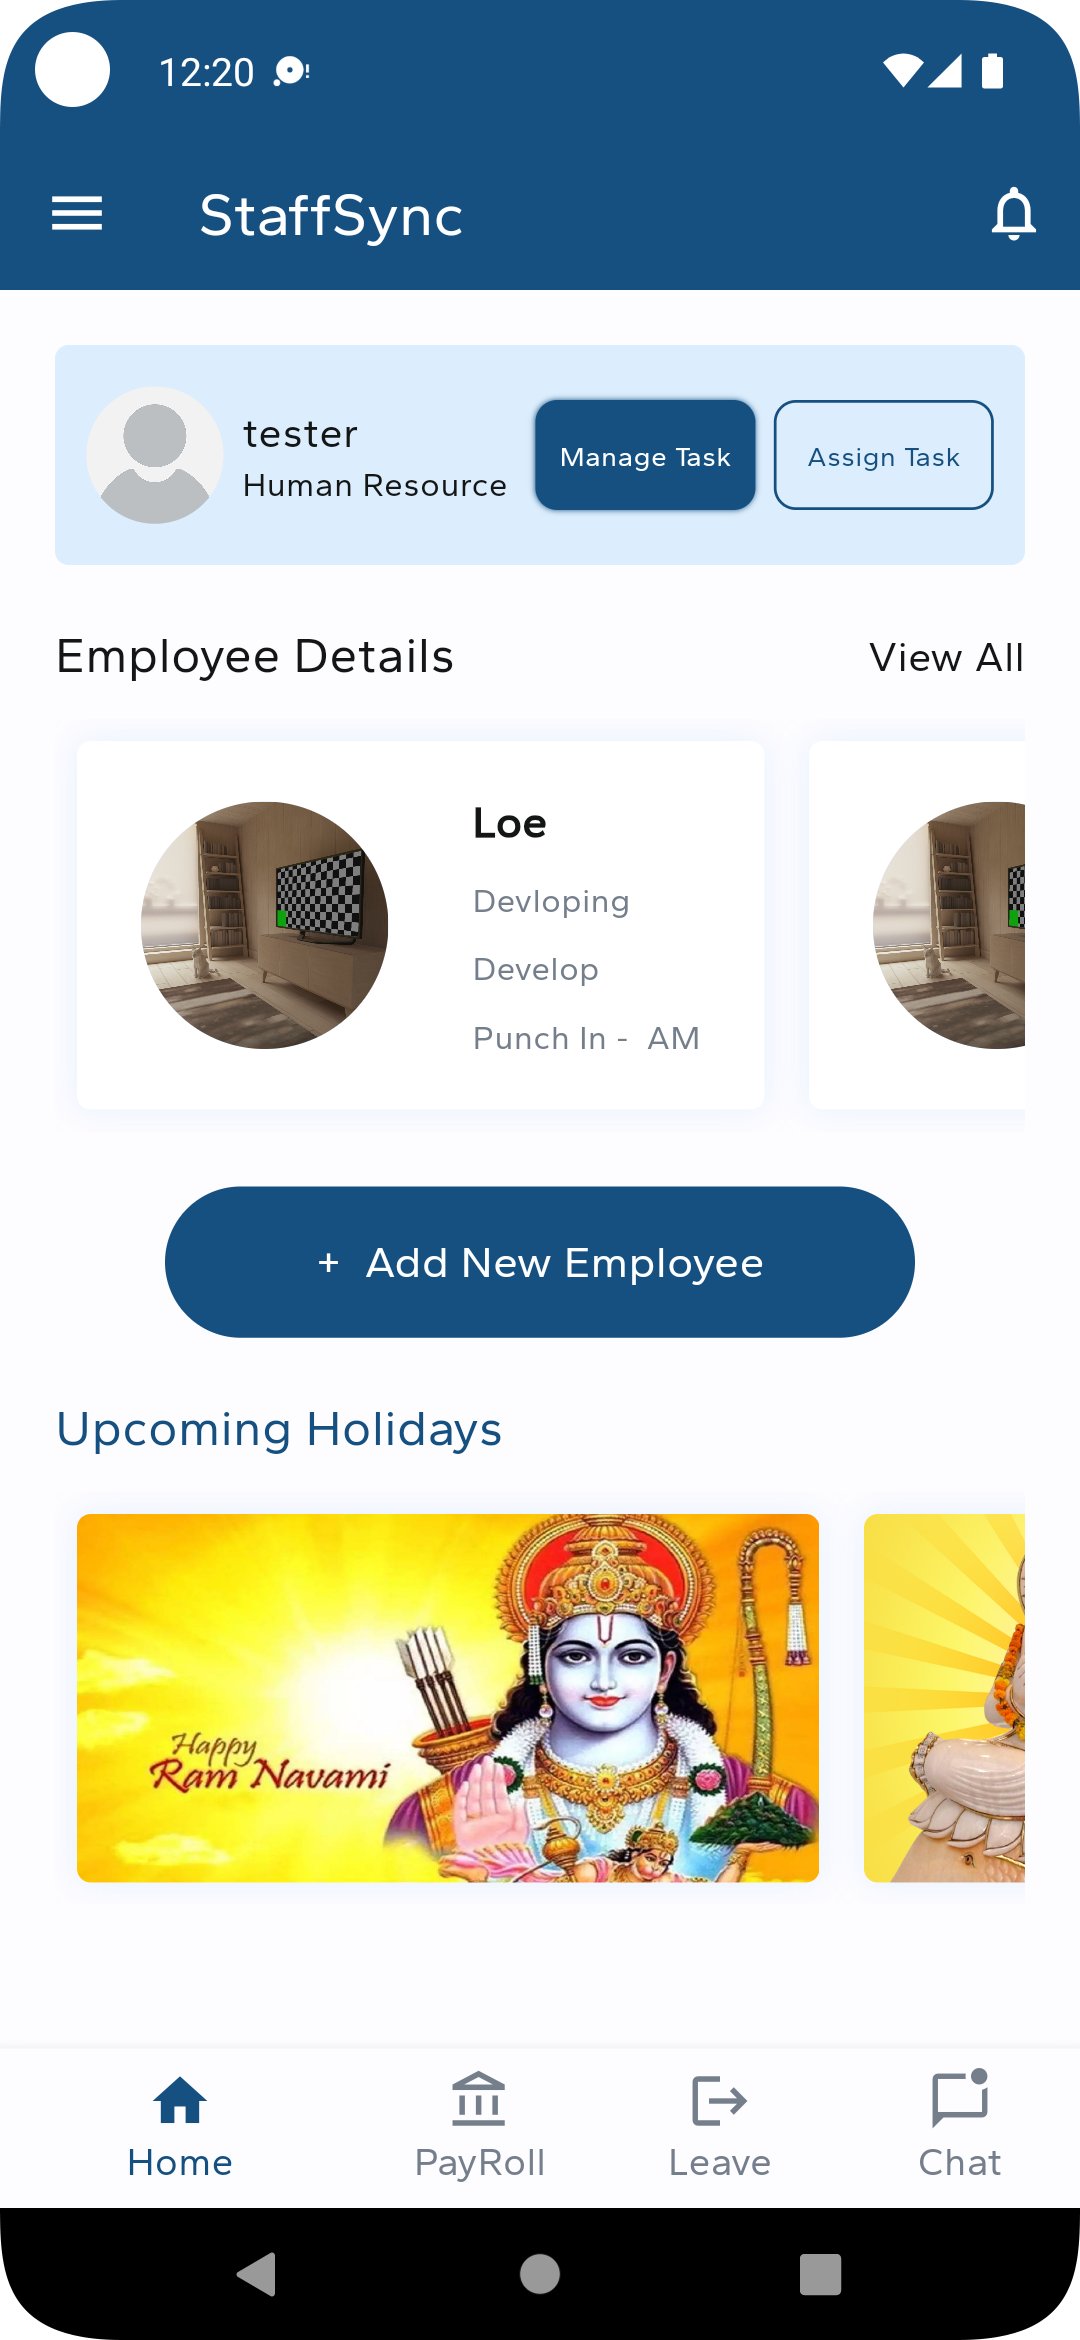 12:20
StaffSync
tester
Human Resource
Manage Task
Assign Task
Employee Details
View All
Loe
Devloping
Develop
Punch In -  AM
+ Add New Employee
Upcoming Holidays
Happy
Ram Navami
Home
PayRoll
Leave
Chat